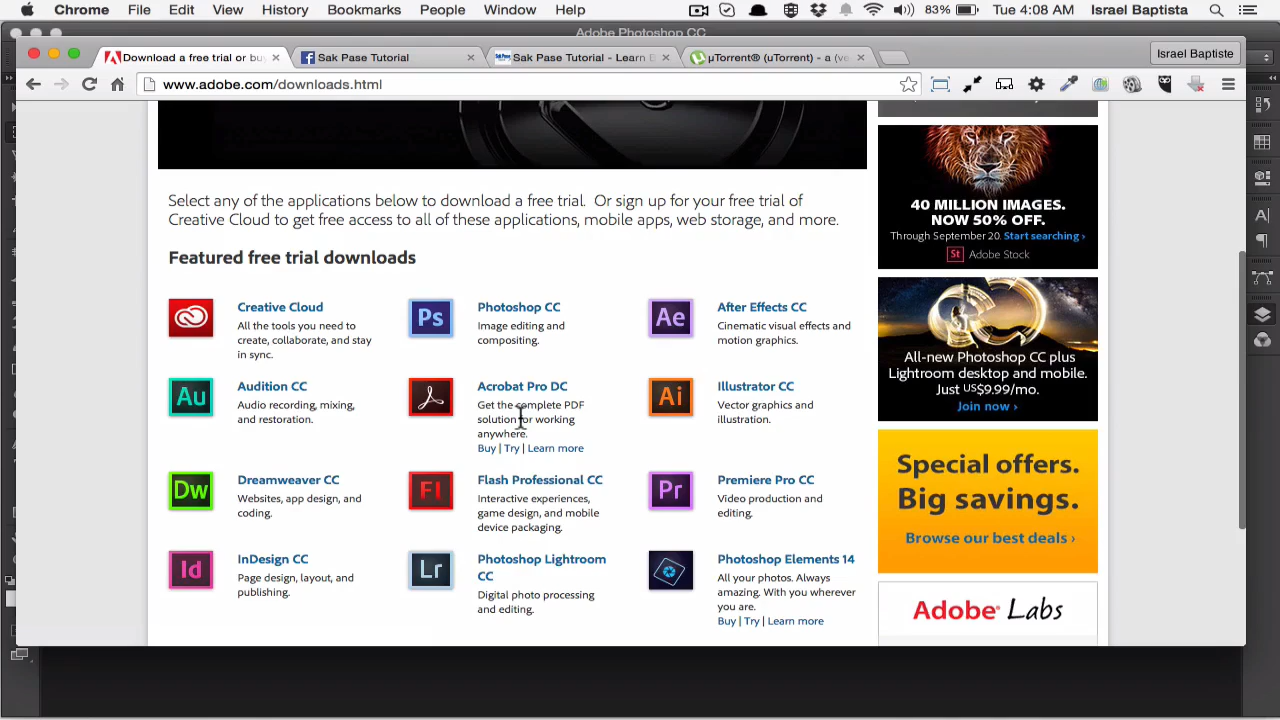 Chrome File Edit View History Bookmarks People Window Help 83% Tue 4:08 AM Israel Baptista
Adobe Photoshop CC
Download a free trial or bu
Sak Pase Tutorial
Sak Pase Tutorial - Learn D
µTorrent® (uTorrent) - a (ve
Israel Baptiste
www.adobe.com/downloads.html
Select any of the applications below to download a free trial. Or sign up for your free trial of
Creative Cloud to get free access to all of these applications, mobile apps, web storage, and more.
Featured free trial downloads
Creative Cloud
All the tools you need to
create, collaborate, and stay
in sync.
Ps
Photoshop CC
Image editing and
compositing.
Ae
After Effects CC
Cinematic visual effects and
motion graphics.
Au
Audition CC
Audio recording, mixing,
and restoration.
Acrobat Pro DC
Get the complete PDF
solution for working
anywhere.
Buy | Try | Learn more
Ai
Illustrator CC
Vector graphics and
illustration.
Dw
Dreamweaver CC
Websites, app design, and
coding.
Fl
Flash Professional CC
Interactive experiences,
game design, and mobile
device packaging.
Pr
Premiere Pro CC
Video production and
editing.
Id
InDesign CC
Page design, layout, and
publishing.
Lr
Photoshop Lightroom
CC
Digital photo processing
and editing.
Photoshop Elements 14
All your photos. Always
amazing. With you wherever
you are.
Buy | Try | Learn more
40 MILLION IMAGES.
NOW 50% OFF.
Through September 20. Start searching ›
St Adobe Stock
All-new Photoshop CC plus
Lightroom desktop and mobile.
Just US$9.99/mo.
Join now ›
Special offers.
Big savings.
Browse our best deals ›
Adobe® Labs